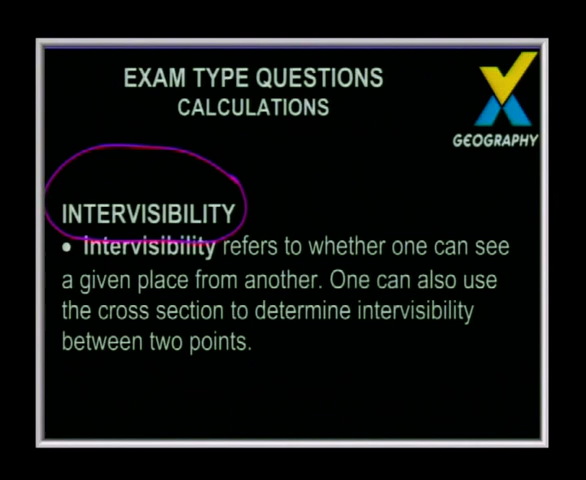 EXAM TYPE QUESTIONS
CALCULATIONS
GEOGRAPHY
INTERVISIBILITY
• Intervisibility refers to whether one can see
a given place from another. One can also use
the cross section to determine intervisibility
between two points.